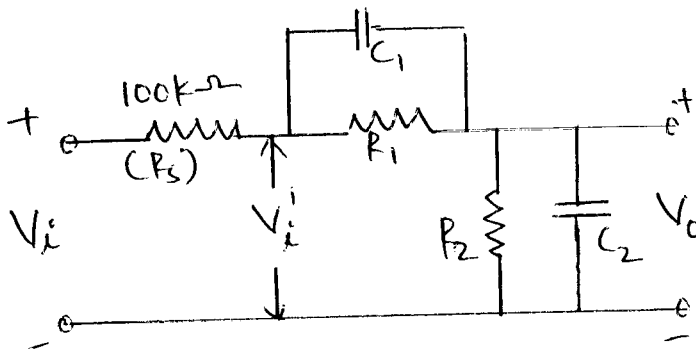 C₁
100kΩ
+ (Rs) R₁ +
Vi Vi' R₂ C₂ Vo
- -